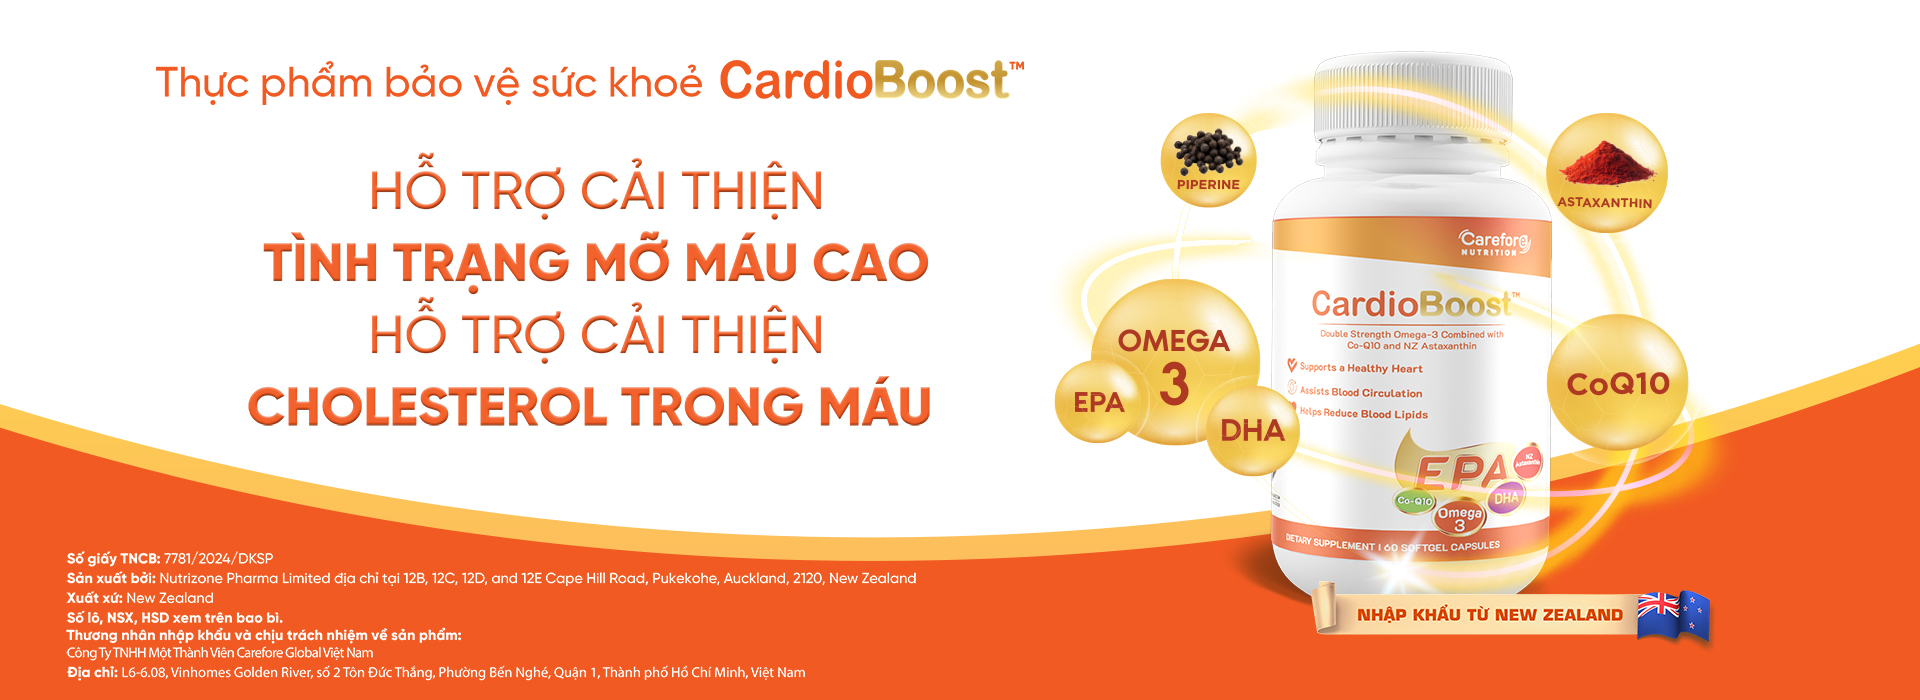 Thực phẩm bảo vệ sức khoẻ CardioBoost™
HỖ TRỢ CẢI THIỆN
TÌNH TRẠNG MỠ MÁU CAO
HỖ TRỢ CẢI THIỆN
CHOLESTEROL TRONG MÁU
Số giấy TNCB: 7781/2024/DKSP
Sản xuất bởi: Nutrizone Pharma Limited địa chỉ tại 12B, 12C, 12D, and 12E Cape Hill Road, Pukekohe, Auckland, 2120, New Zealand
Xuất xứ: New Zealand
Số lô, NSX, HSD xem trên bao bì.
Thương nhân nhập khẩu và chịu trách nhiệm về sản phẩm:
Công Ty TNHH Một Thành Viên Carefore Global Việt Nam
Địa chỉ: L6-6.08, Vinhomes Golden River, số 2 Tôn Đức Thắng, Phường Bến Nghé, Quận 1, Thành phố Hồ Chí Minh, Việt Nam
PIPERINE
ASTAXANTHIN
OMEGA
3
EPA
DHA
CoQ10
Carefore
NUTRITION
CardioBoost™
Double Strength Omega-3 Combined with
Co-Q10 and NZ Astaxanthin
Supports a Healthy Heart
Assists Blood Circulation
Helps Reduce Blood Lipids
EPA
NZ
Astaxanthin
Co-Q10
DHA
Omega
3
DIETARY SUPPLEMENT | 60 SOFTGEL CAPSULES
NHẬP KHẨU TỪ NEW ZEALAND